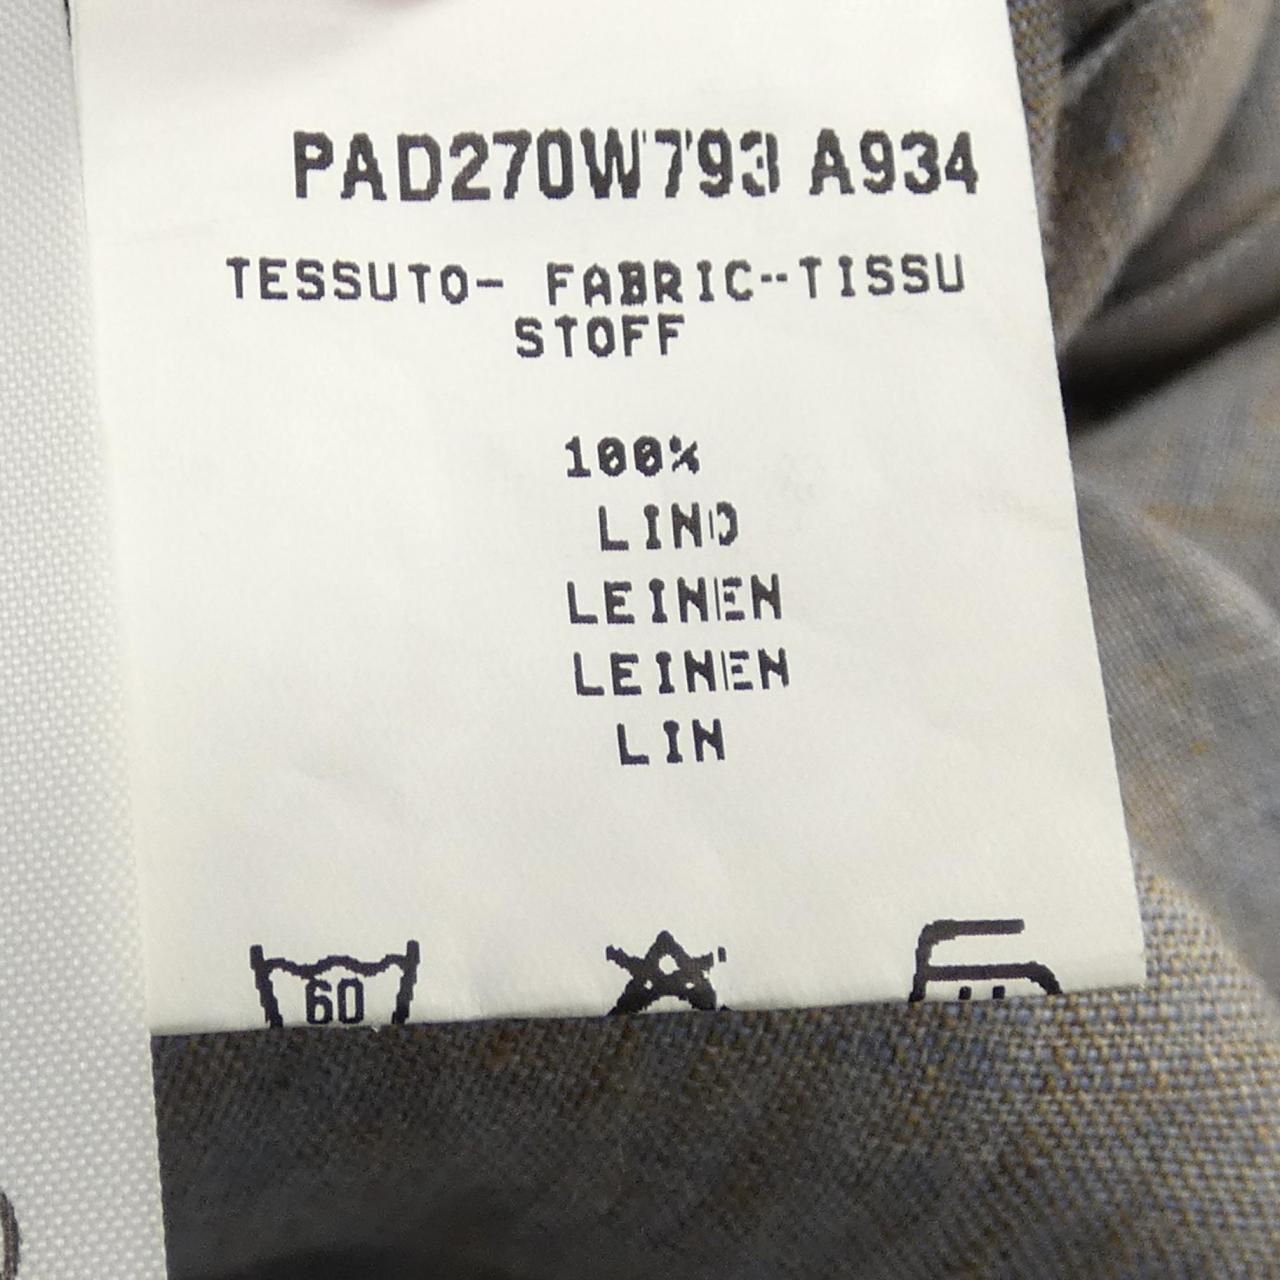 PAD270W793 A934
TESSUTO- FABRIC--TISSU
STOFF
100%
LINO
LEINEN
LEINEN
LIN
60